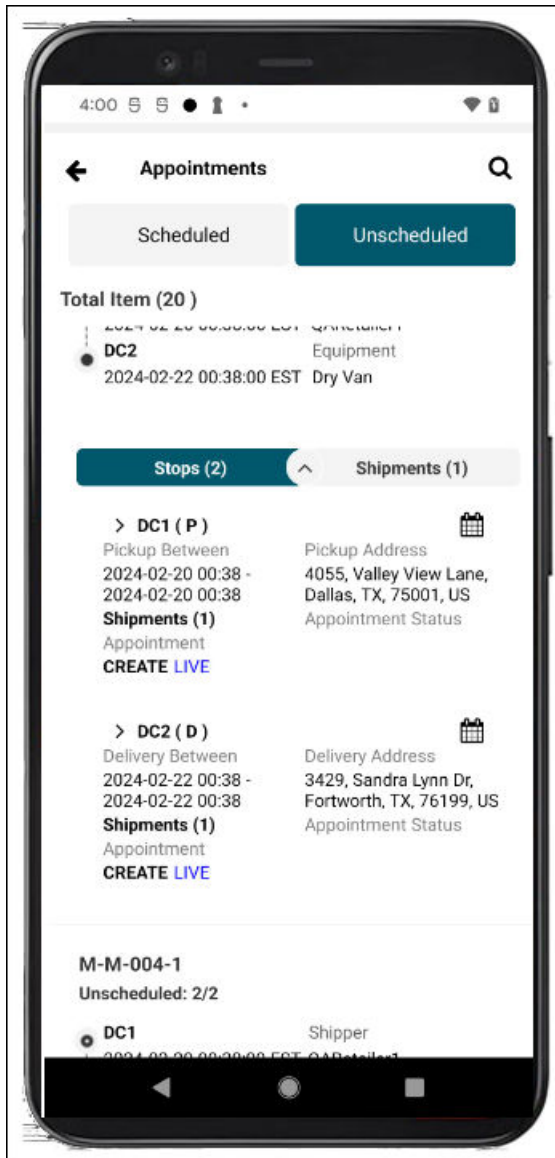 4:00
Appointments
Scheduled Unscheduled
Total Item (20 )
DC2 Equipment
2024-02-22 00:38:00 EST Dry Van
Stops (2) Shipments (1)
DC1 ( P )
Pickup Between Pickup Address
2024-02-20 00:38 - 4055, Valley View Lane,
2024-02-20 00:38 Dallas, TX, 75001, US
Shipments (1) Appointment Status
Appointment
CREATE LIVE
DC2 ( D )
Delivery Between Delivery Address
2024-02-22 00:38 - 3429, Sandra Lynn Dr,
2024-02-22 00:38 Fortworth, TX, 76199, US
Shipments (1) Appointment Status
Appointment
CREATE LIVE
M-M-004-1
Unscheduled: 2/2
DC1 Shipper